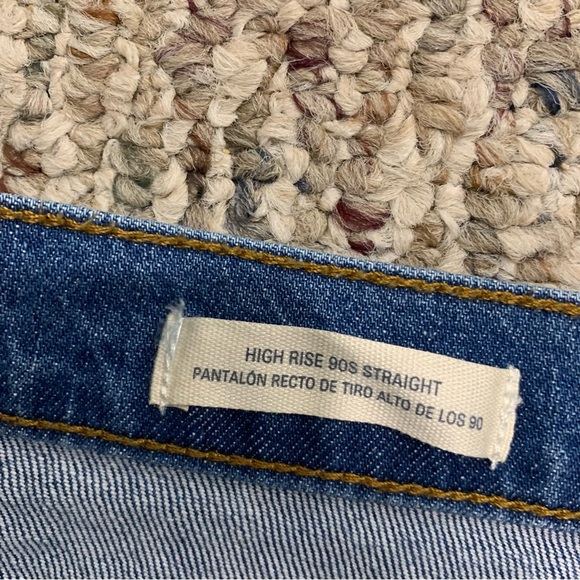 HIGH RISE 90S STRAIGHT
PANTALÓN RECTO DE TIRO ALTO DE LOS 90